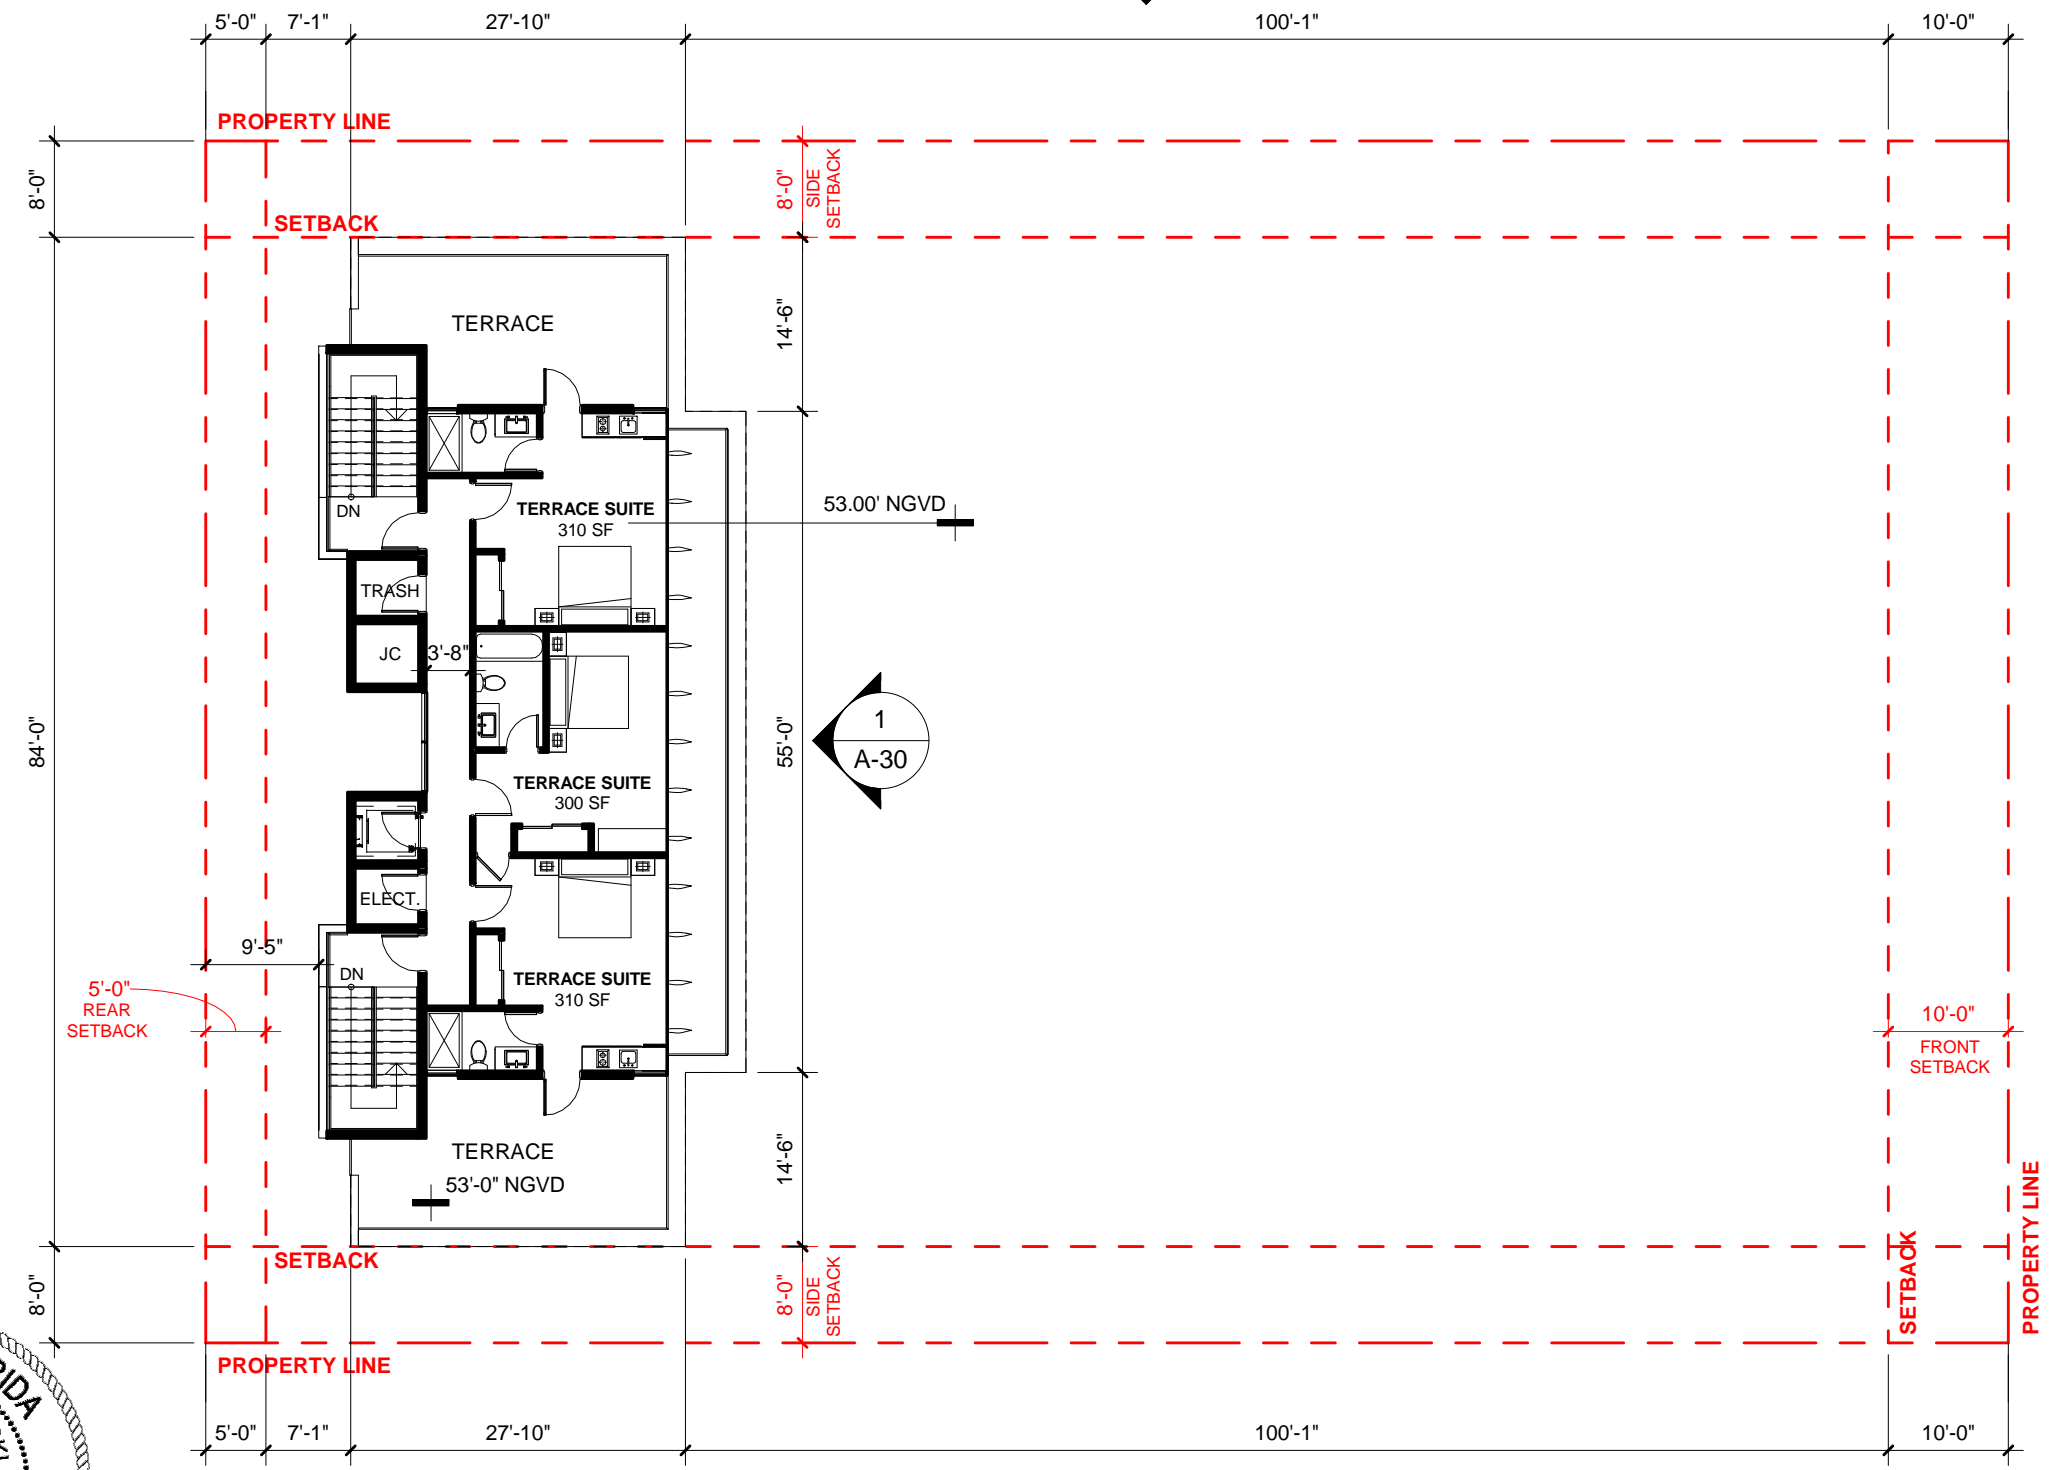 5'-0" 7'-1" 27'-10" 100'-1" 10'-0"
PROPERTY LINE
8'-0"
8'-0"
SIDE
SETBACK
SETBACK
TERRACE
14'-6"
53.00' NGVD
TERRACE SUITE
310 SF
DN
TRASH
JC
3'-8"
84'-0"
55'-0"
1
A-30
TERRACE SUITE
300 SF
ELECT.
9'-5"
DN
TERRACE SUITE
310 SF
5'-0"
REAR
SETBACK
10'-0"
FRONT
SETBACK
TERRACE
53'-0" NGVD
14'-6"
SETBACK
8'-0"
8'-0"
SIDE
SETBACK
SETBACK
PROPERTY LINE
PROPERTY LINE
5'-0" 7'-1" 27'-10" 100'-1" 10'-0"